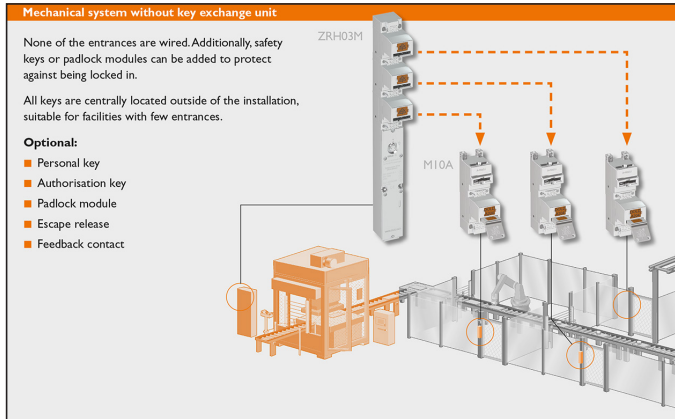 Mechanical system without key exchange unit
None of the entrances are wired. Additionally, safety
keys or padlock modules can be added to protect
against being locked in.
All keys are centrally located outside of the installation,
suitable for facilities with few entrances.
Optional:
Personal key
Authorisation key
Padlock module
Escape release
Feedback contact
ZRH03M
M10A